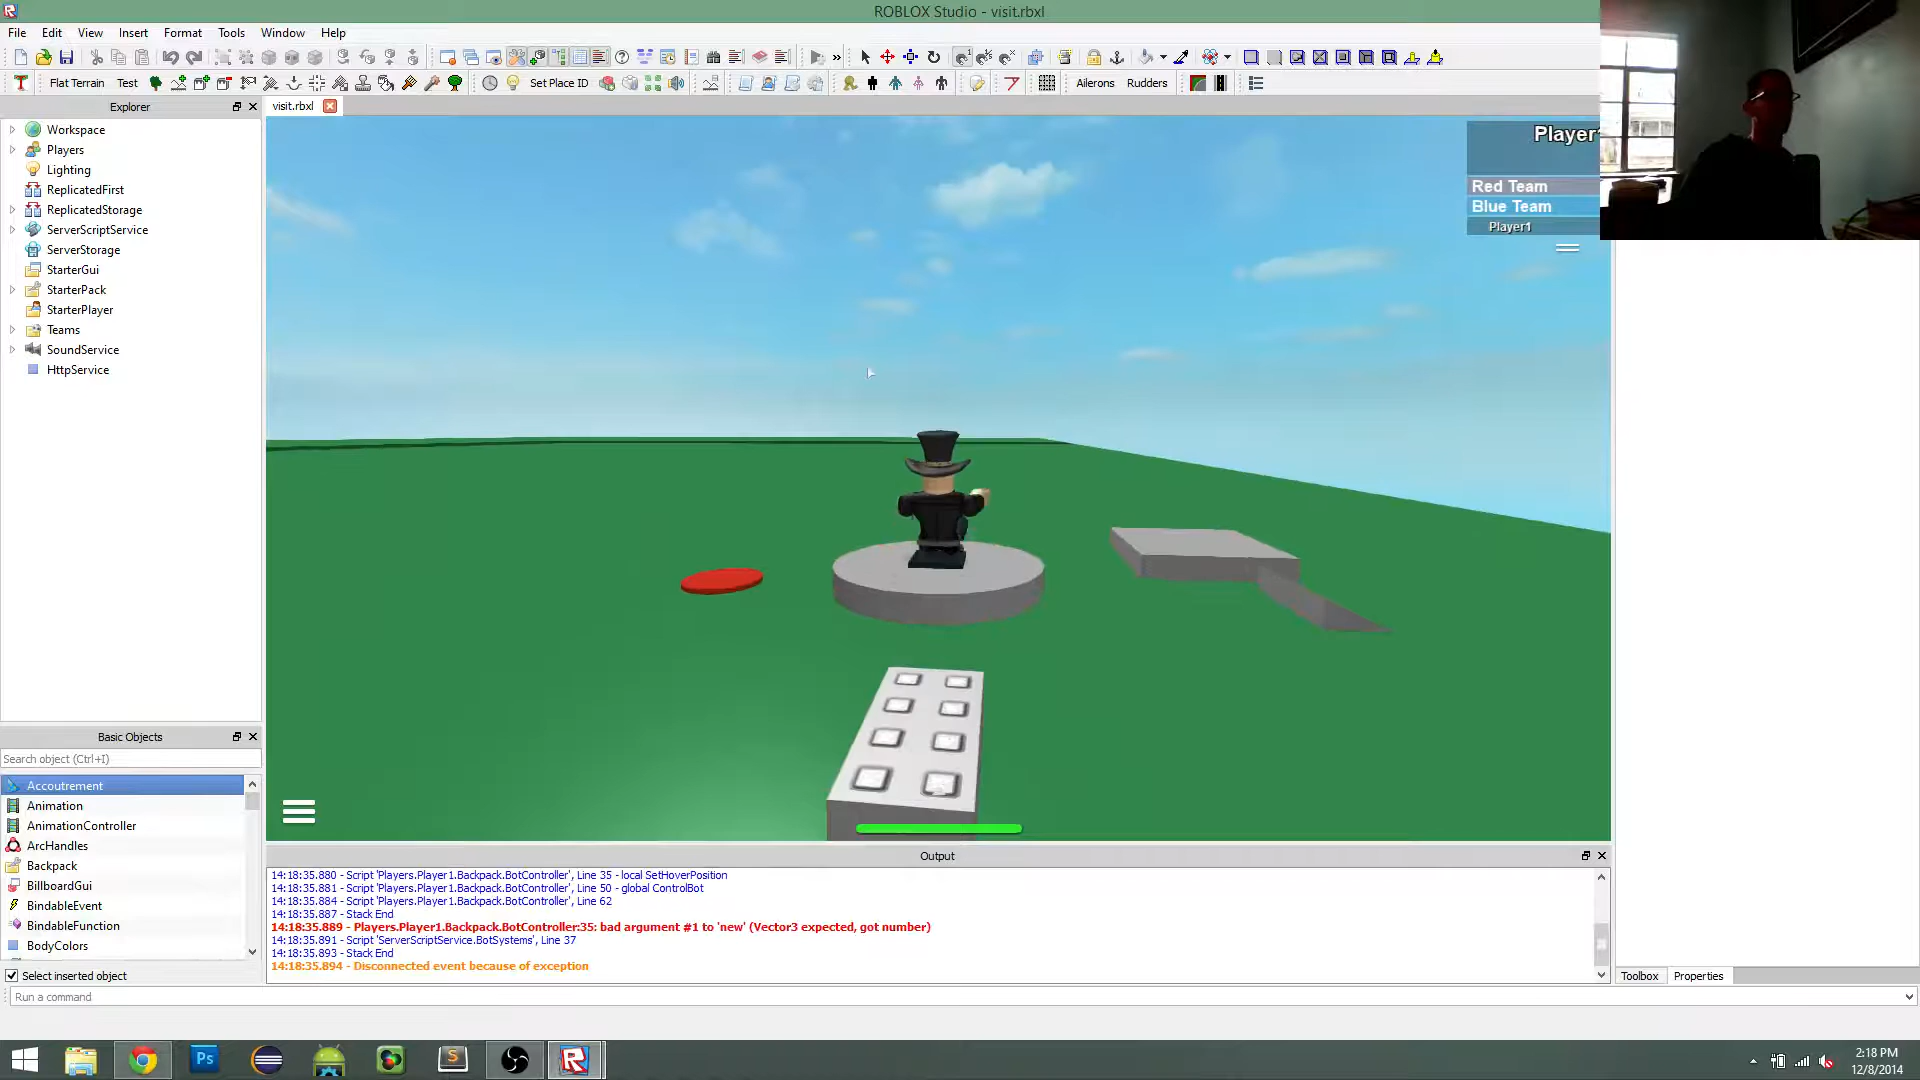 ROBLOX Studio - visit.rbxl
File Edit View Insert Format Tools Window Help
Flat Terrain Test Set Place ID Ailerons Rudders
Explorer
visit.rbxl
Workspace
Players
Lighting
ReplicatedFirst
ReplicatedStorage
ServerScriptService
ServerStorage
StarterGui
StarterPack
StarterPlayer
Teams
SoundService
HttpService
Player1
Red Team
Blue Team
Player1
Basic Objects
Search object (Ctrl+I)
Accoutrement
Animation
AnimationController
ArcHandles
Backpack
BillboardGui
BindableEvent
BindableFunction
BodyColors
Select inserted object
Output
14:18:35.880 - Script 'Players.Player1.Backpack.BotController', Line 35 - local SetHoverPosition
14:18:35.881 - Script 'Players.Player1.Backpack.BotController', Line 50 - global ControlBot
14:18:35.884 - Script 'Players.Player1.Backpack.BotController', Line 62
14:18:35.887 - Stack End
14:18:35.889 - Players.Player1.Backpack.BotController:35: bad argument #1 to 'new' (Vector3 expected, got number)
14:18:35.891 - Script 'ServerScriptService.BotSystems', Line 37
14:18:35.893 - Stack End
14:18:35.894 - Disconnected event because of exception
Toolbox Properties
Run a command
Ps
S
2:18 PM
12/8/2014